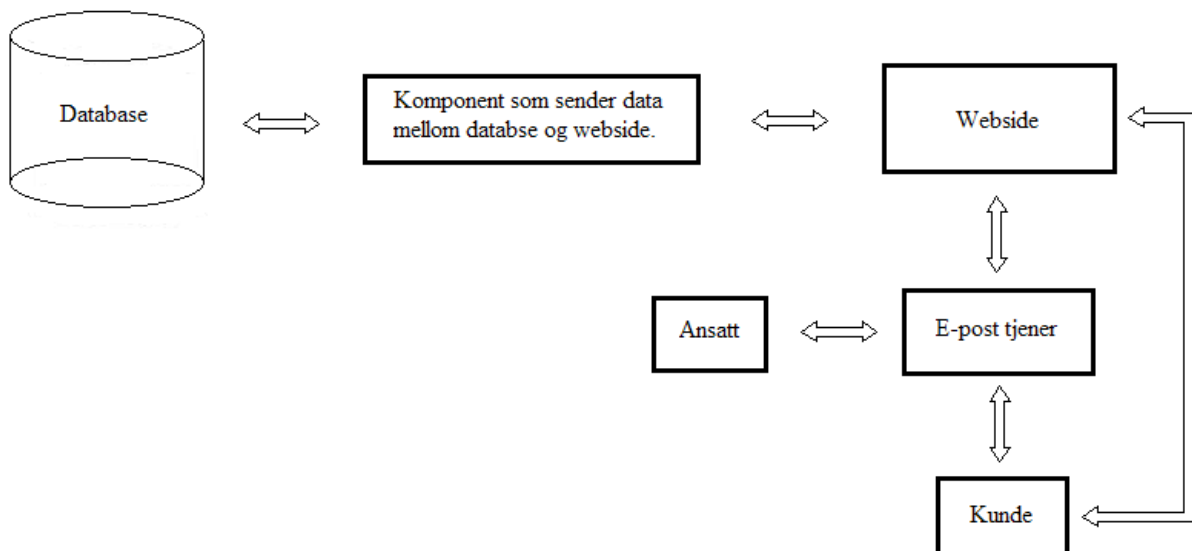 Database
Komponent som sender data
mellom databse og webside.
Webside
Ansatt
E-post tjener
Kunde